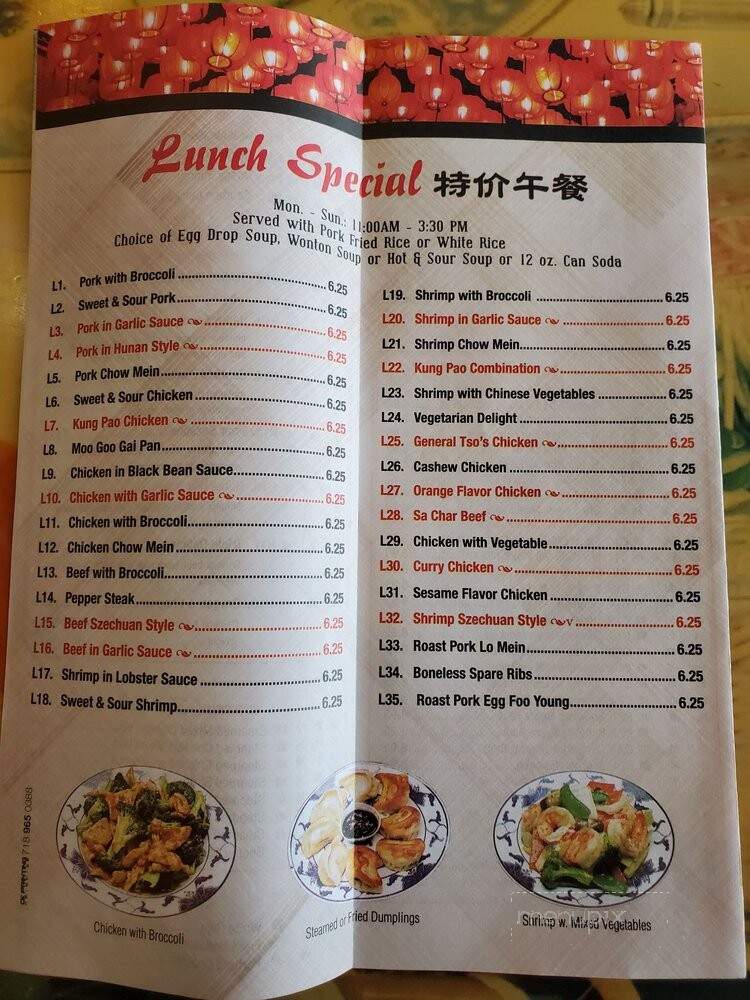 Lunch Special 特价午餐
Mon. - Sun.: 11:00AM - 3:30 PM
Served with Pork Fried Rice or White Rice
Choice of Egg Drop Soup, Wonton Soup or Hot & Sour Soup or 12 oz. Can Soda
L1. Pork with Broccoli 6.25
L2. Sweet & Sour Pork 6.25
L3. Pork in Garlic Sauce 6.25
L4. Pork in Hunan Style 6.25
L5. Pork Chow Mein 6.25
L6. Sweet & Sour Chicken 6.25
L7. Kung Pao Chicken 6.25
L8. Moo Goo Gai Pan 6.25
L9. Chicken in Black Bean Sauce 6.25
L10. Chicken with Garlic Sauce 6.25
L11. Chicken with Broccoli 6.25
L12. Chicken Chow Mein 6.25
L13. Beef with Broccoli 6.25
L14. Pepper Steak 6.25
L15. Beef Szechuan Style 6.25
L16. Beef in Garlic Sauce 6.25
L17. Shrimp in Lobster Sauce 6.25
L18. Sweet & Sour Shrimp 6.25
L19. Shrimp with Broccoli 6.25
L20. Shrimp in Garlic Sauce 6.25
L21. Shrimp Chow Mein 6.25
L22. Kung Pao Combination 6.25
L23. Shrimp with Chinese Vegetables 6.25
L24. Vegetarian Delight 6.25
L25. General Tso's Chicken 6.25
L26. Cashew Chicken 6.25
L27. Orange Flavor Chicken 6.25
L28. Sa Char Beef 6.25
L29. Chicken with Vegetable 6.25
L30. Curry Chicken 6.25
L31. Sesame Flavor Chicken 6.25
L32. Shrimp Szechuan Style v 6.25
L33. Roast Pork Lo Mein 6.25
L34. Boneless Spare Ribs 6.25
L35. Roast Pork Egg Foo Young 6.25
718 965 0388
Chicken with Broccoli
Steamed or Fried Dumplings
Shrimp w. Mixed Vegetables